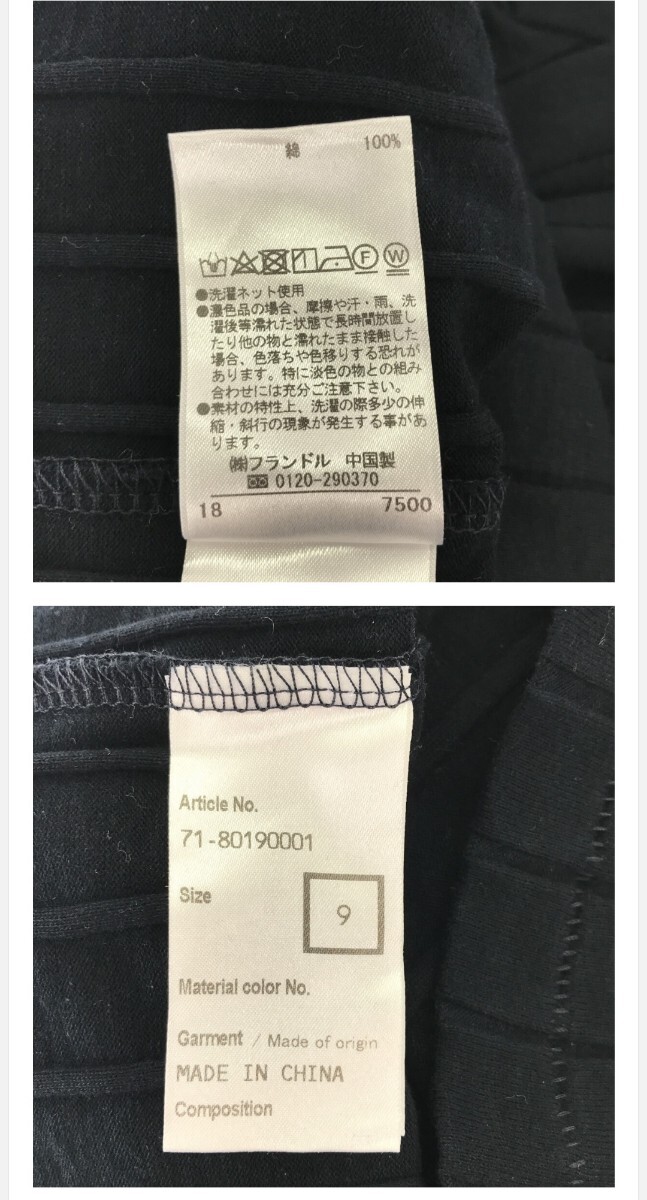 綿 100%
F W
●洗濯ネット使用
●濃色品の場合、摩擦や汗・雨、洗
濯後等濡れた状態で長時間放置し
たり他の物と濡れたまま接触した
場合、色落ちや色移りする恐れが
あります。特に淡色の物との組み
合わせには充分ご注意下さい。
●素材の特性上、洗濯の際多少の伸
縮・斜行の現象が発生する事があ
ります。
㈱フランドル 中国製
0120-290370
18 7500
Article No.
71-80190001
Size
9
Material color No.
Garment / Made of origin
MADE IN CHINA
Composition